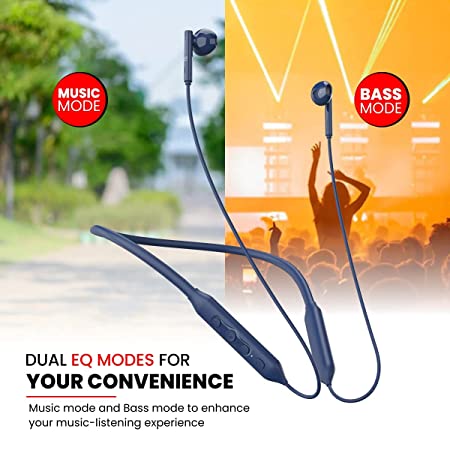 MUSIC
MODE
BASS
MODE
DUAL EQ MODES FOR
YOUR CONVENIENCE
Music mode and Bass mode to enhance
your music-listening experience